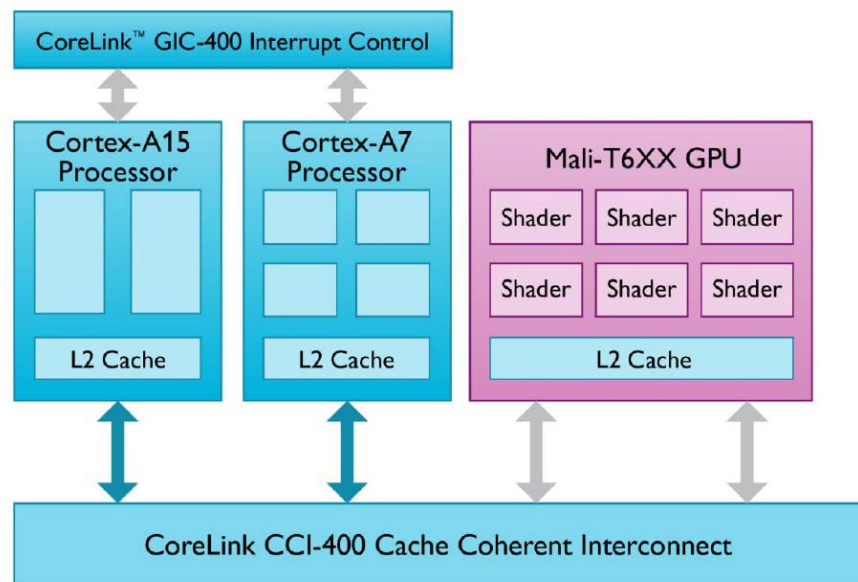 CoreLink™ GIC-400 Interrupt Control
Cortex-A15
Processor
L2 Cache
Cortex-A7
Processor
L2 Cache
Mali-T6XX GPU
Shader Shader Shader
Shader Shader Shader
L2 Cache
CoreLink CCI-400 Cache Coherent Interconnect